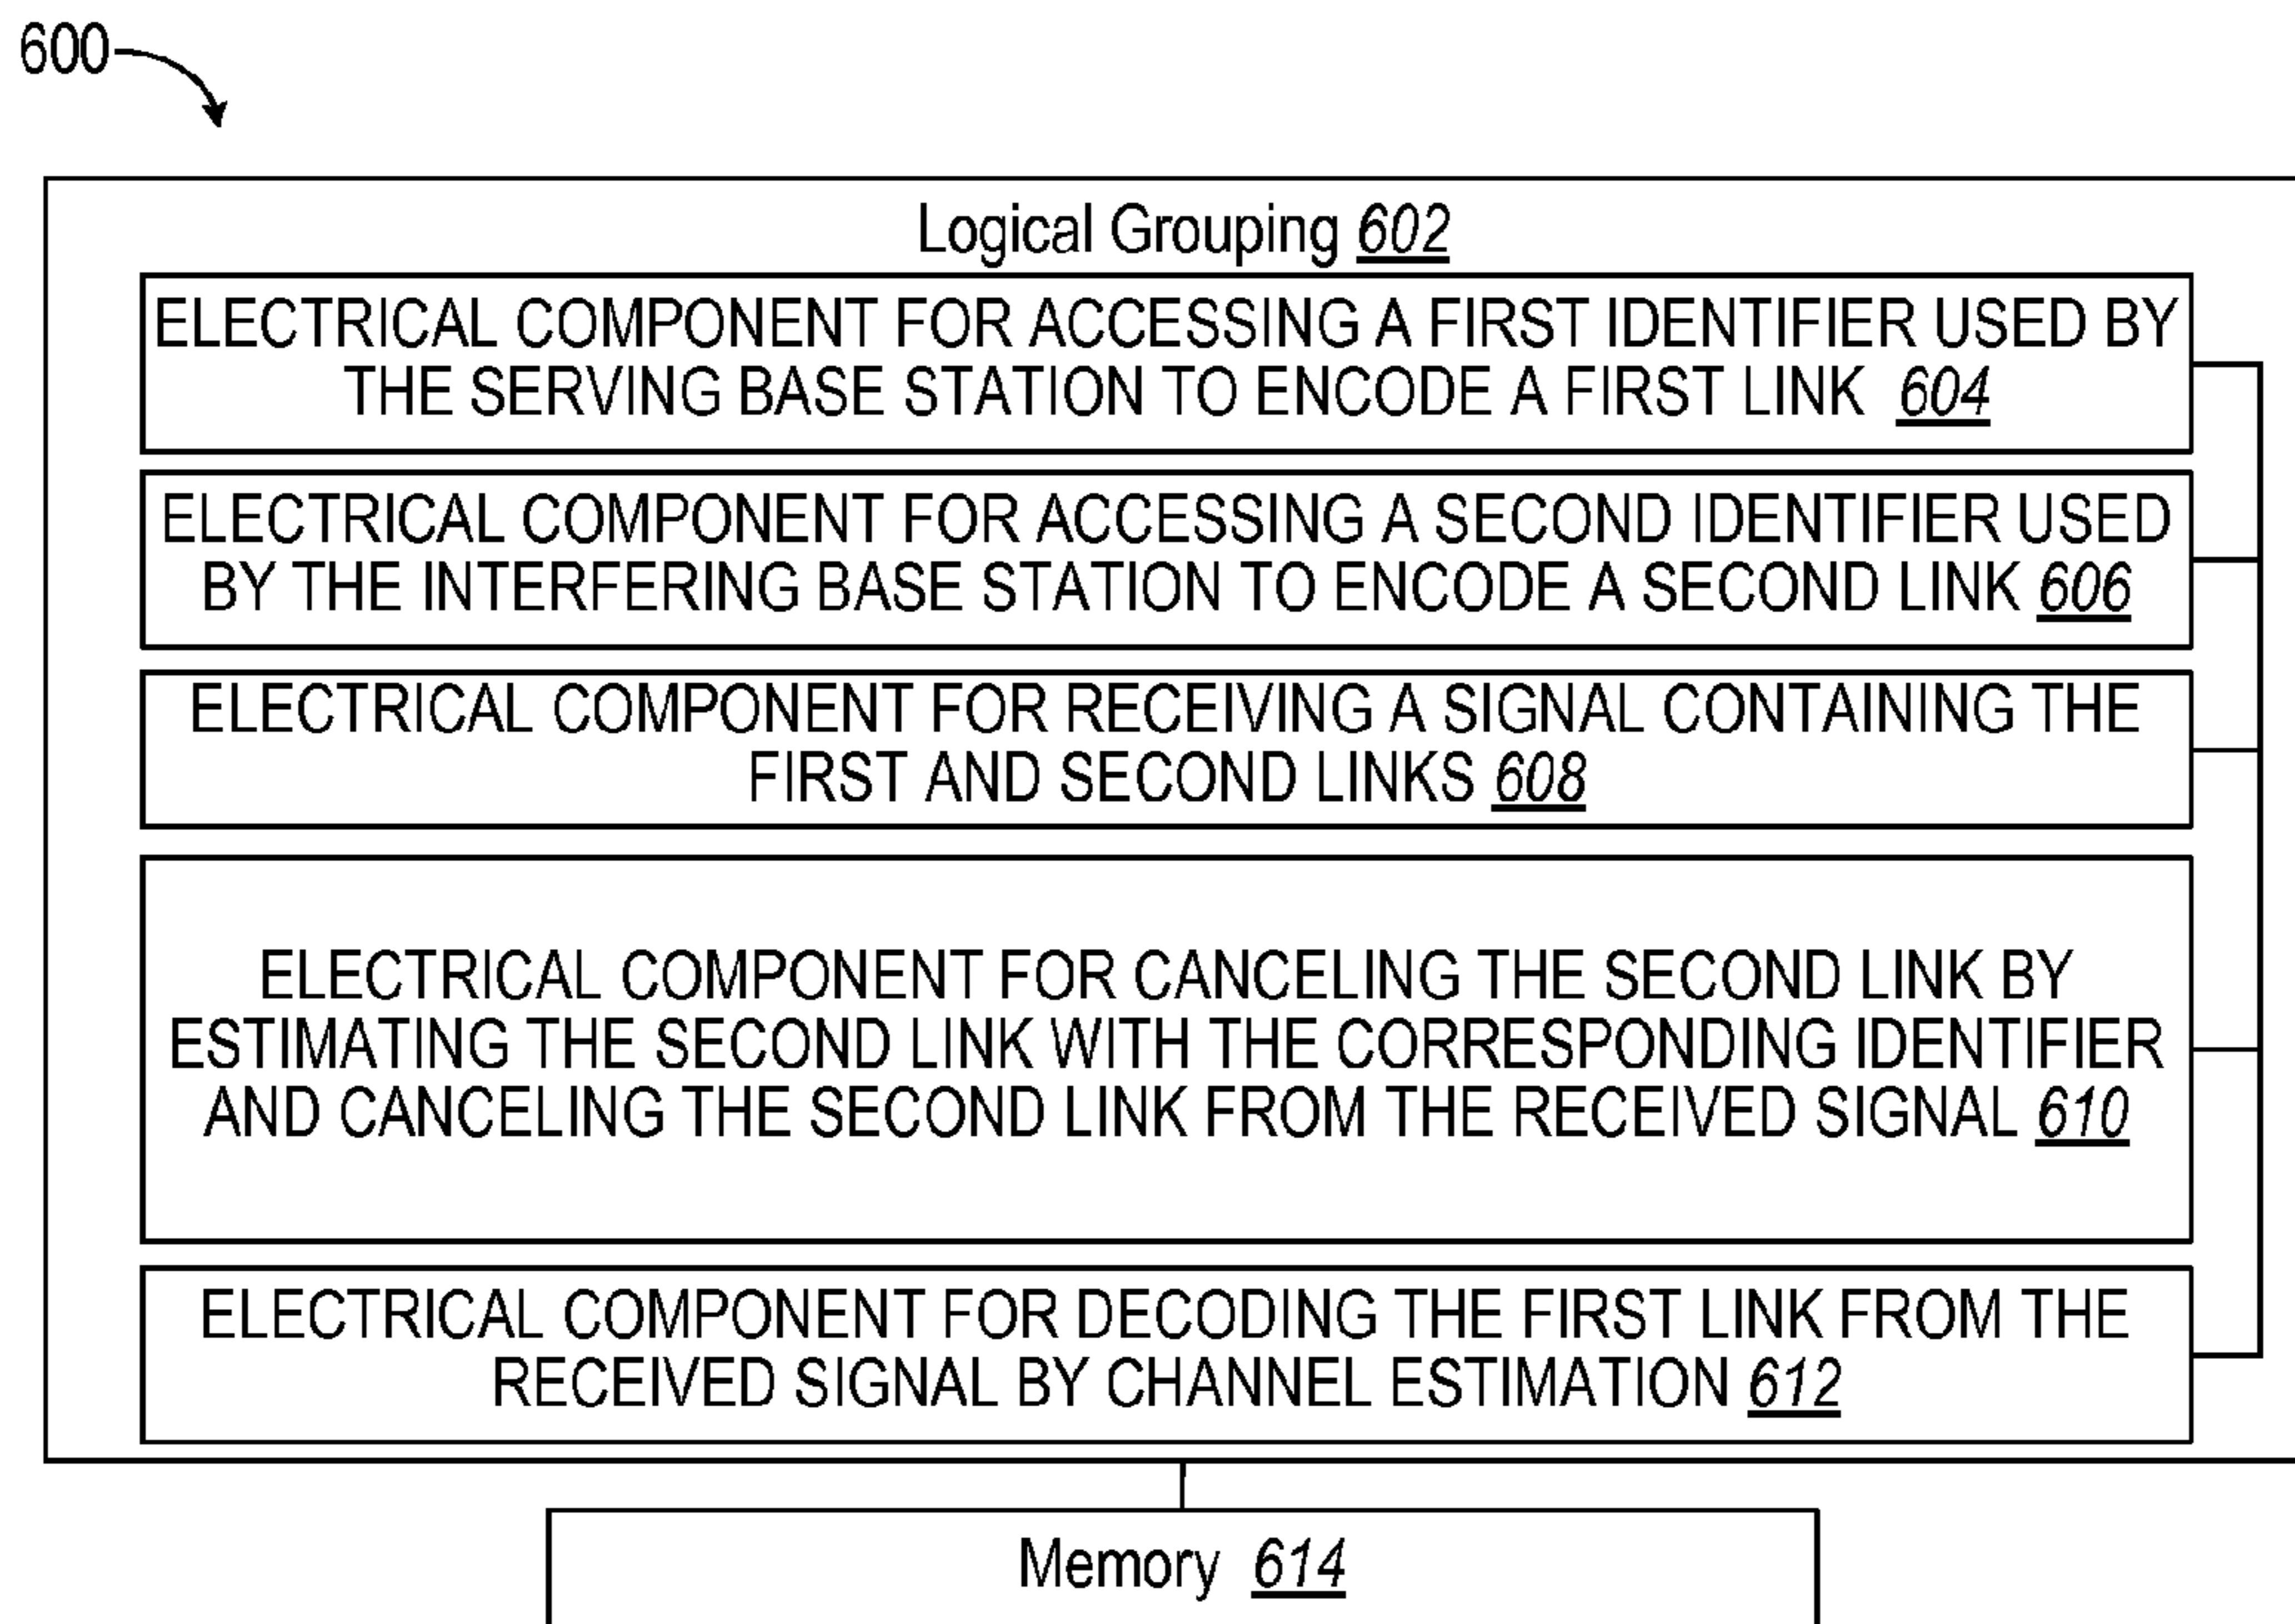 600
Logical Grouping 602
ELECTRICAL COMPONENT FOR ACCESSING A FIRST IDENTIFIER USED BY
THE SERVING BASE STATION TO ENCODE A FIRST LINK 604
ELECTRICAL COMPONENT FOR ACCESSING A SECOND IDENTIFIER USED
BY THE INTERFERING BASE STATION TO ENCODE A SECOND LINK 606
ELECTRICAL COMPONENT FOR RECEIVING A SIGNAL CONTAINING THE
FIRST AND SECOND LINKS 608
ELECTRICAL COMPONENT FOR CANCELING THE SECOND LINK BY
ESTIMATING THE SECOND LINK WITH THE CORRESPONDING IDENTIFIER
AND CANCELING THE SECOND LINK FROM THE RECEIVED SIGNAL 610
ELECTRICAL COMPONENT FOR DECODING THE FIRST LINK FROM THE
RECEIVED SIGNAL BY CHANNEL ESTIMATION 612
Memory 614